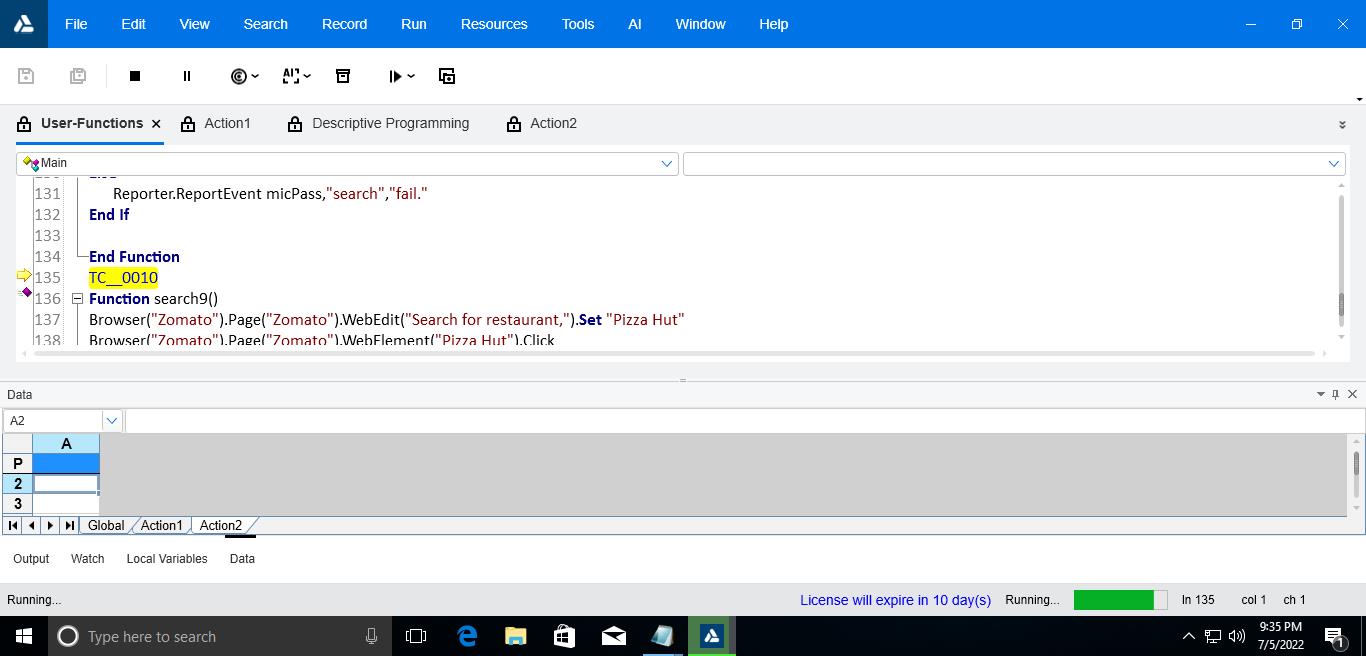 File Edit View Search Record Run Resources Tools AI Window Help
User-Functions Action1 Descriptive Programming Action2
Main
131 Reporter.ReportEvent micPass,"search","fail."
132 End If
133
134 End Function
135 TC__0010
136 Function search9()
137 Browser("Zomato").Page("Zomato").WebEdit("Search for restaurant,").Set "Pizza Hut"
138 Browser("Zomato").Page("Zomato").WebElement("Pizza Hut").Click
Data
A2
A
P
2
3
Global Action1 Action2
Output Watch Local Variables Data
Running... License will expire in 10 day(s) Running... ln 135 col 1 ch 1
Type here to search
9:35 PM
7/5/2022
1